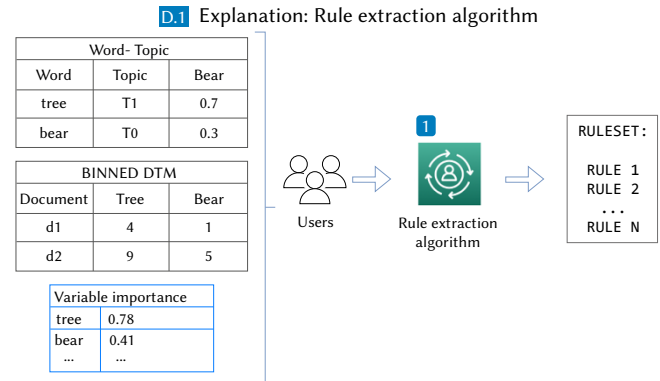 D.1 Explanation: Rule extraction algorithm
Word- Topic
Word Topic Bear
tree T1 0.7
bear T0 0.3
BINNED DTM
Document Tree Bear
d1 4 1
d2 9 5
Variable importance
tree 0.78
bear 0.41
... ...
Users
1
Rule extraction
algorithm
RULESET:
RULE 1
RULE 2
...
RULE N